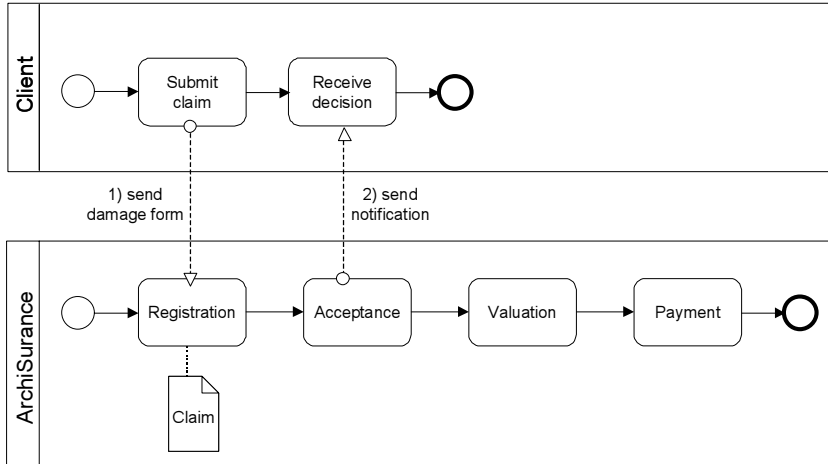 Client
Submit
claim
Receive
decision
1) send
damage form
2) send
notification
ArchiSurance
Registration
Acceptance
Valuation
Payment
Claim